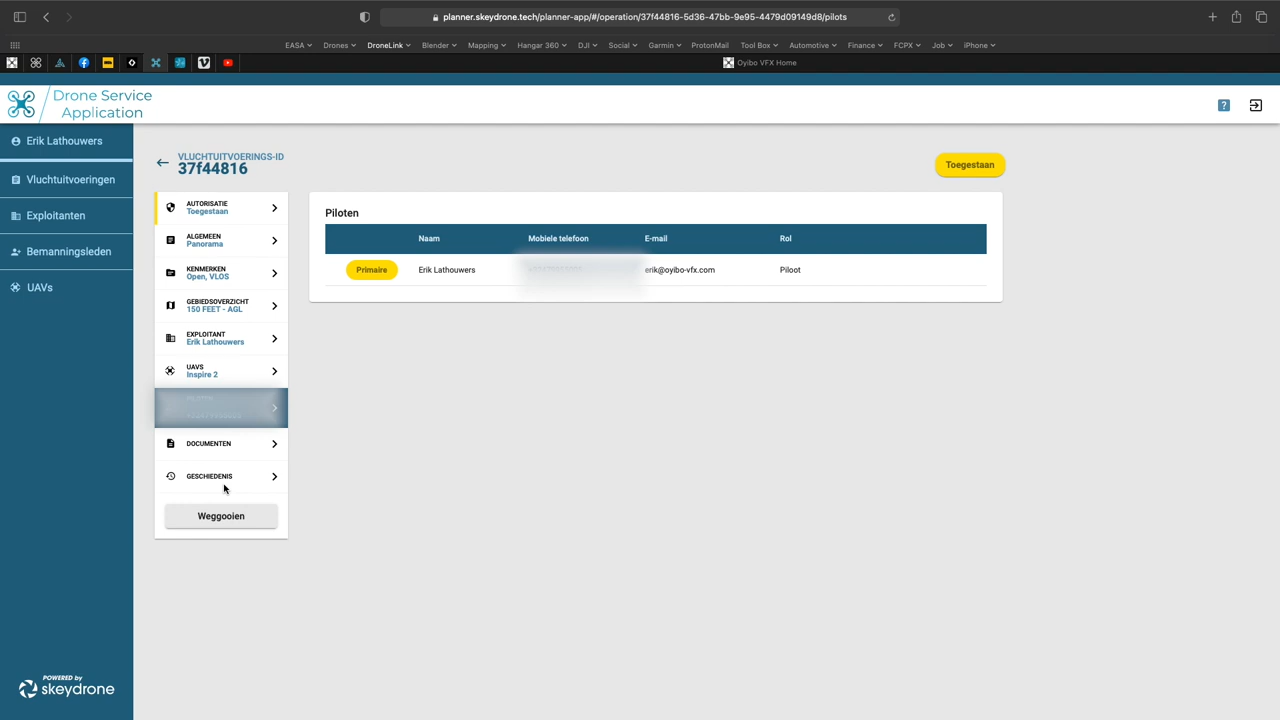 planner.skeydrone.tech/planner-app/#/operation/37f44816-5d36-47bb-9e95-4479d09149d8/pilots
EASA Drones DroneLink Blender Mapping Hangar 360 DJI Social Garmin ProtonMail Tool Box Automotive Finance FCPX Job iPhone
Oyibo VFX Home
Drone Service
Application
?
Erik Lathouwers
Vluchtuitvoeringen
Exploitanten
Bemanningsleden
UAVs
VLUCHTUITVOERINGS-ID
37f44816
Toegestaan
AUTORISATIE
Toegestaan
ALGEMEEN
Panorama
KENMERKEN
Open, VLOS
GEBIEDSOVERZICHT
150 FEET - AGL
EXPLOITANT
Erik Lathouwers
UAVS
Inspire 2
DOCUMENTEN
GESCHIEDENIS
Weggooien
Piloten
Naam Mobiele telefoon E-mail Rol
Primaire Erik Lathouwers erik@oyibo-vfx.com Piloot
POWERED by
skeydrone